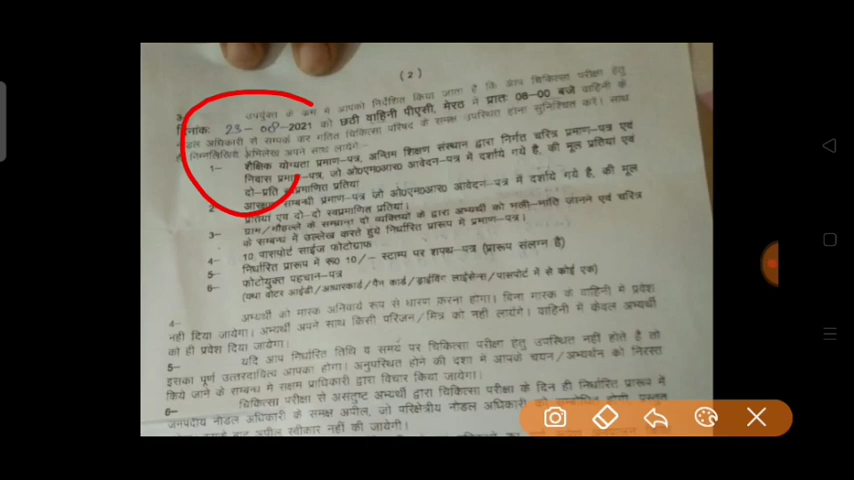 (2)
3- उपर्युक्त के क्रम में आपको निर्देशित किया जाता है कि आप चिकित्सा परीक्षा हेतु
दिनांक: 23-08-2021 को छठी वाहिनी पीएसी, मेरठ में प्रातः 08-00 बजे वाहिनी के
नोडल अधिकारी से सम्पर्क कर गठित चिकित्सा परिषद के समक्ष उपस्थित होना सुनिश्चित करें। साथ
ही निम्नलिखित अभिलेख अपने साथ लायेंगे:-
1- शैक्षिक योग्यता प्रमाण-पत्र, अन्तिम शिक्षण संस्थान द्वारा निर्गत चरित्र प्रमाण-पत्र एवं
निवास प्रमाण-पत्र, जो ओ0एम0आर0 आवेदन-पत्र में दर्शाये गये है, की मूल प्रतियां एवं
दो-प्रति स्वप्रमाणित प्रतिया
2- आरक्षण सम्बन्धी प्रमाण-पत्र जो ओ0एम0आर0 आवेदन-पत्र में दर्शाये गये है, की मूल
प्रतियां एवं दो-दो स्वप्रमाणित प्रतियां।
3- ग्राम/मौहल्ले के सम्भ्रान्त दो व्यक्तियों के द्वारा अभ्यर्थी को भली-भांति जानने एवं चरित्र
के सम्बन्ध में उल्लेख करते हुये निर्धारित प्रारूप में प्रमाण-पत्र।
4- 10 पासपोर्ट साईज फोटोग्राफ
5- निर्धारित प्रारूप में रू0 10/- स्टाम्प पर शपथ-पत्र (प्रारूप संलग्न है)
6- फोटोयुक्त पहचान-पत्र
(यथा वोटर आईडी/आधारकार्ड/पैन कार्ड/ड्राईविंग लाईसेन्स/पासपोर्ट में से कोई एक)
4- अभ्यर्थी को मास्क अनिवार्य रूप से धारण करना होगा। बिना मास्क के वाहिनी में प्रवेश
नही दिया जायेगा। अभ्यर्थी अपने साथ किसी परिजन/मित्र को नही लायेंगे। वाहिनी में केवल अभ्यर्थी
को ही प्रवेश दिया जायेगा।
5- यदि आप निर्धारित तिथि व समय पर चिकित्सा परीक्षा हेतु उपस्थित नहीं होते है तो
इसका पूर्ण उत्तरदायित्व आपका होगा। अनुपस्थित होने की दशा में आपके चयन/अभ्यर्थन को निरस्त
किये जाने के सम्बन्ध मे सक्षम प्राधिकारी द्वारा विचार किया जायेगा।
6- चिकित्सा परीक्षा से असतुष्ट अभ्यर्थी द्वारा चिकित्सा परीक्षा के दिन ही निर्धारित प्रारूप में
जनपदीय नोडल अधिकारी के समक्ष अपील, जो परिक्षेत्रीय नोडल अधिकारी को सम्बोधित होगी,
बाद अपील स्वीकार नहीं की जायेगी।